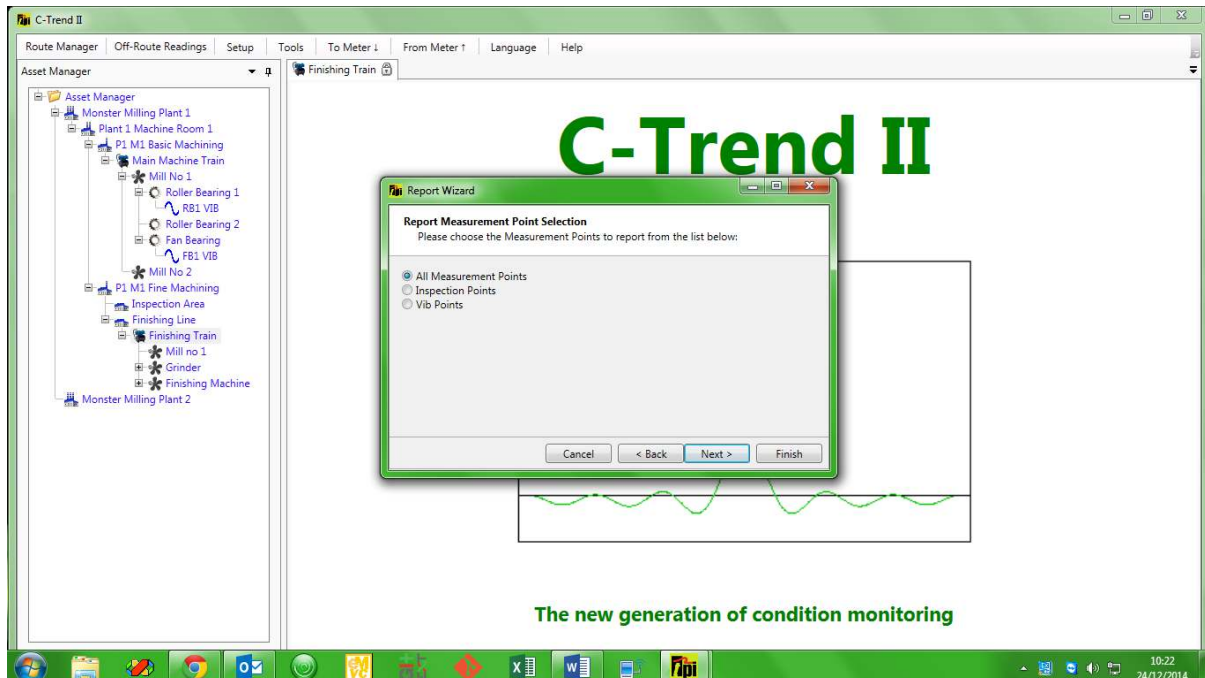 C-Trend II
Route Manager Off-Route Readings Setup Tools To Meter ↓ From Meter ↑ Language Help
Asset Manager
Finishing Train
Asset Manager
Monster Milling Plant 1
Plant 1 Machine Room 1
P1 M1 Basic Machining
Main Machine Train
Mill No 1
Roller Bearing 1
RB1 VIB
Roller Bearing 2
Fan Bearing
FB1 VIB
Mill No 2
P1 M1 Fine Machining
Inspection Area
Finishing Line
Finishing Train
Mill no 1
Grinder
Finishing Machine
Monster Milling Plant 2
C-Trend II
Report Wizard
Report Measurement Point Selection
Please choose the Measurement Points to report from the list below:
All Measurement Points
Inspection Points
Vib Points
Cancel < Back Next > Finish
The new generation of condition monitoring
10:22
24/12/2014